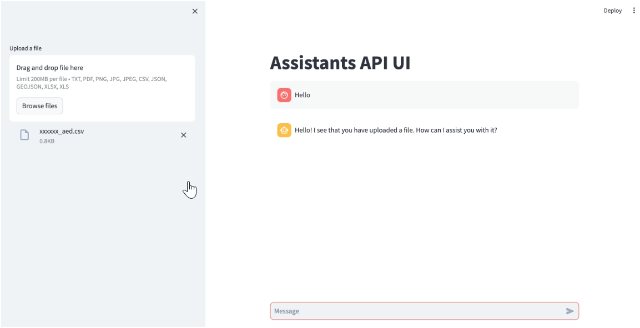 Deploy
Upload a file
Drag and drop file here
Limit 200MB per file • TXT, PDF, PNG, JPG, JPEG, CSV, JSON,
GEOJSON, XLSX, XLS
Browse files
xxxxxx_aed.csv
0.8KB
Assistants API UI
Hello
Hello! I see that you have uploaded a file. How can I assist you with it?
Message